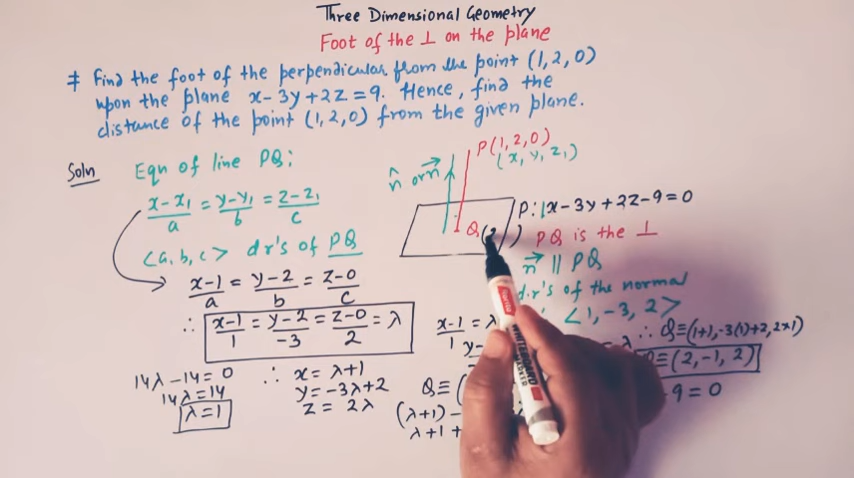 Three Dimensional Geometry
Foot of the ⊥ on the plane
# Find the foot of the perpendicular from the point (1,2,0)
upon the plane x-3y+2z=9. Hence, find the
distance of the point (1,2,0) from the given plane.
Soln
Eqn of line PQ:
x-x₁/a = y-y₁/b = z-z₁/c
<a,b,c> dr's of PQ
x-1/a = y-2/b = z-0/c
∴ x-1/1 = y-2/-3 = z-0/2 = λ
14λ-14=0
14λ=14
λ=1
∴ x = λ+1
y = -3λ+2
z = 2λ
n̂ or n⃗
P(1,2,0)
(x, y, z₁)
Q(2
)
P: 1x-3y+2z-9=0
PQ is the ⊥
n⃗ || PQ
d.r's of the normal
<1,-3,2>
x-1/1 = λ
y-
= λ
∴ Q≡(1+1,-3(1)+2,2×1)
≡(2,-1,2)
Q≡(
(λ+1)-
-9=0
λ+1+
WHITEBOARD
MARKER